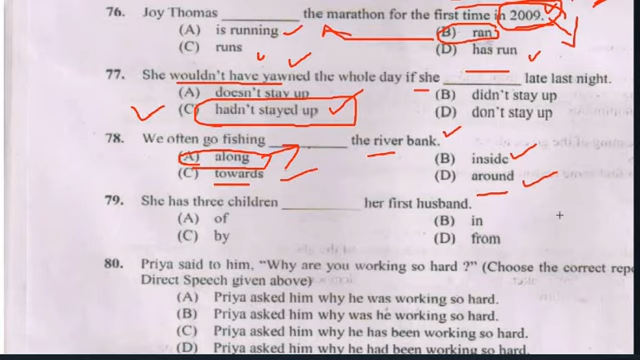 76. Joy Thomas __________ the marathon for the first time in 2009.
(A) is running (B) ran
(C) runs (D) has run
77. She wouldn't have yawned the whole day if she __________ late last night.
(A) doesn't stay up (B) didn't stay up
(C) hadn't stayed up (D) don't stay up
78. We often go fishing __________ the river bank.
(A) along (B) inside
(C) towards (D) around
79. She has three children __________ her first husband.
(A) of (B) in
(C) by (D) from
80. Priya said to him, "Why are you working so hard ?" (Choose the correct
Direct Speech given above)
(A) Priya asked him why he was working so hard.
(B) Priya asked him why was he working so hard.
(C) Priya asked him why he has been working so hard.
(D) Priya asked him why he had been working so hard.